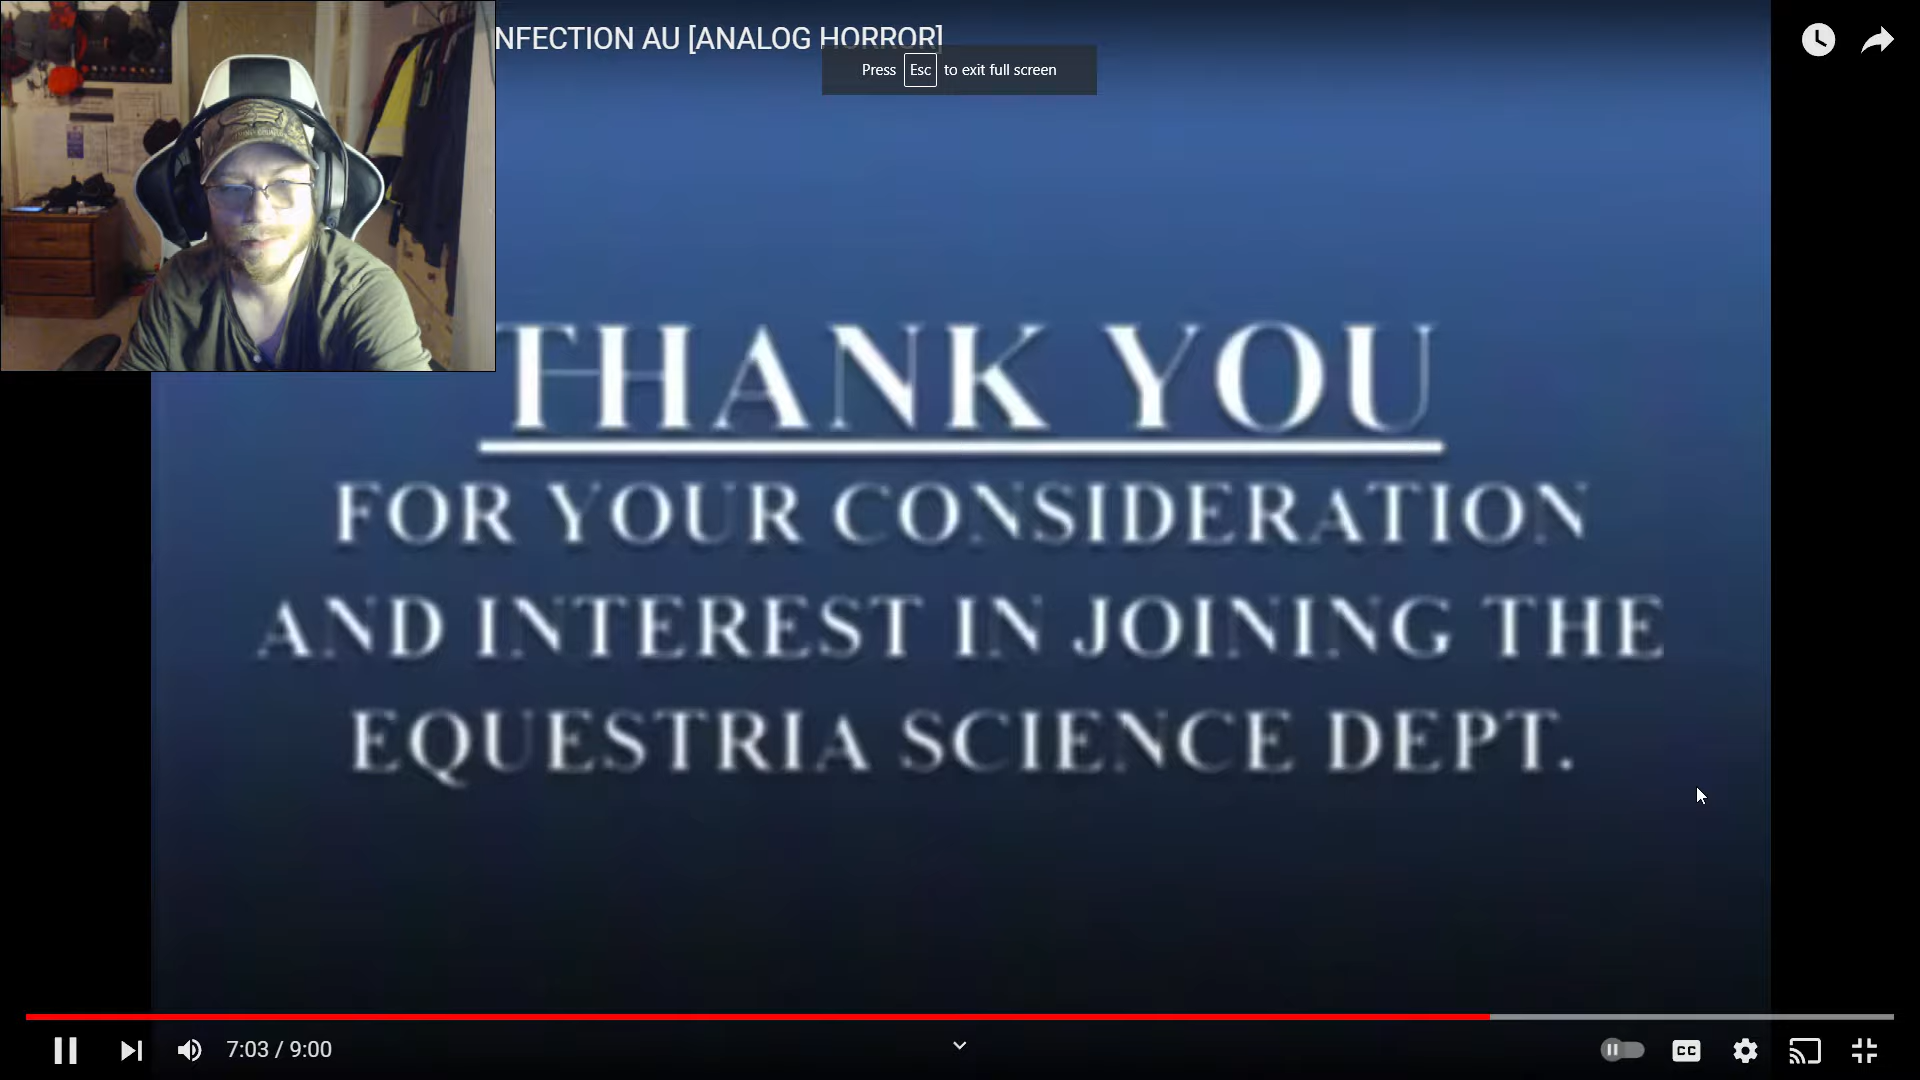 NFECTION AU [ANALOG HORROR]
Press Esc to exit full screen
THANK YOU
FOR YOUR CONSIDERATION
AND INTEREST IN JOINING THE
EQUESTRIA SCIENCE DEPT.
7:03 / 9:00
CC